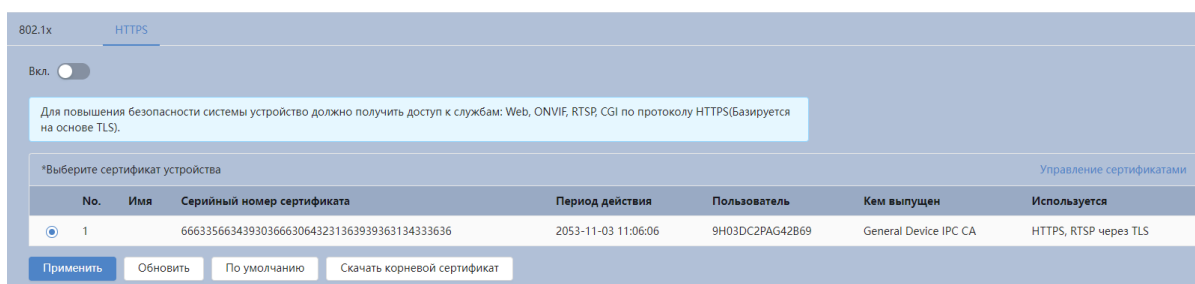 802.1x HTTPS
Вкл.
Для повышения безопасности системы устройство должно получить доступ к службам: Web, ONVIF, RTSP, CGI по протоколу HTTPS(Базируется
на основе TLS).
*Выберите сертификат устройства Управление сертификатами
No. Имя Серийный номер сертификата Период действия Пользователь Кем выпущен Используется
1 66633566343930366630643231363939363134333636 2053-11-03 11:06:06 9H03DC2PAG42B69 General Device IPC CA HTTPS, RTSP через TLS
Применить Обновить По умолчанию Скачать корневой сертификат